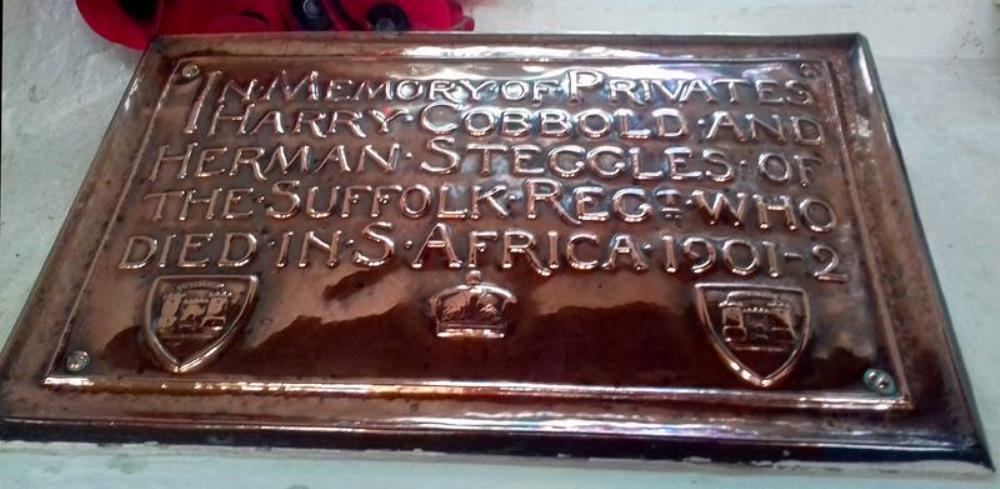 IN·MEMORY·OF·PRIVATES
HARRY·COBBOLD·AND
HERMAN·STEGGLES·OF
THE·SUFFOLK·REGT·WHO
DIED·IN·S·AFRICA·1901-2